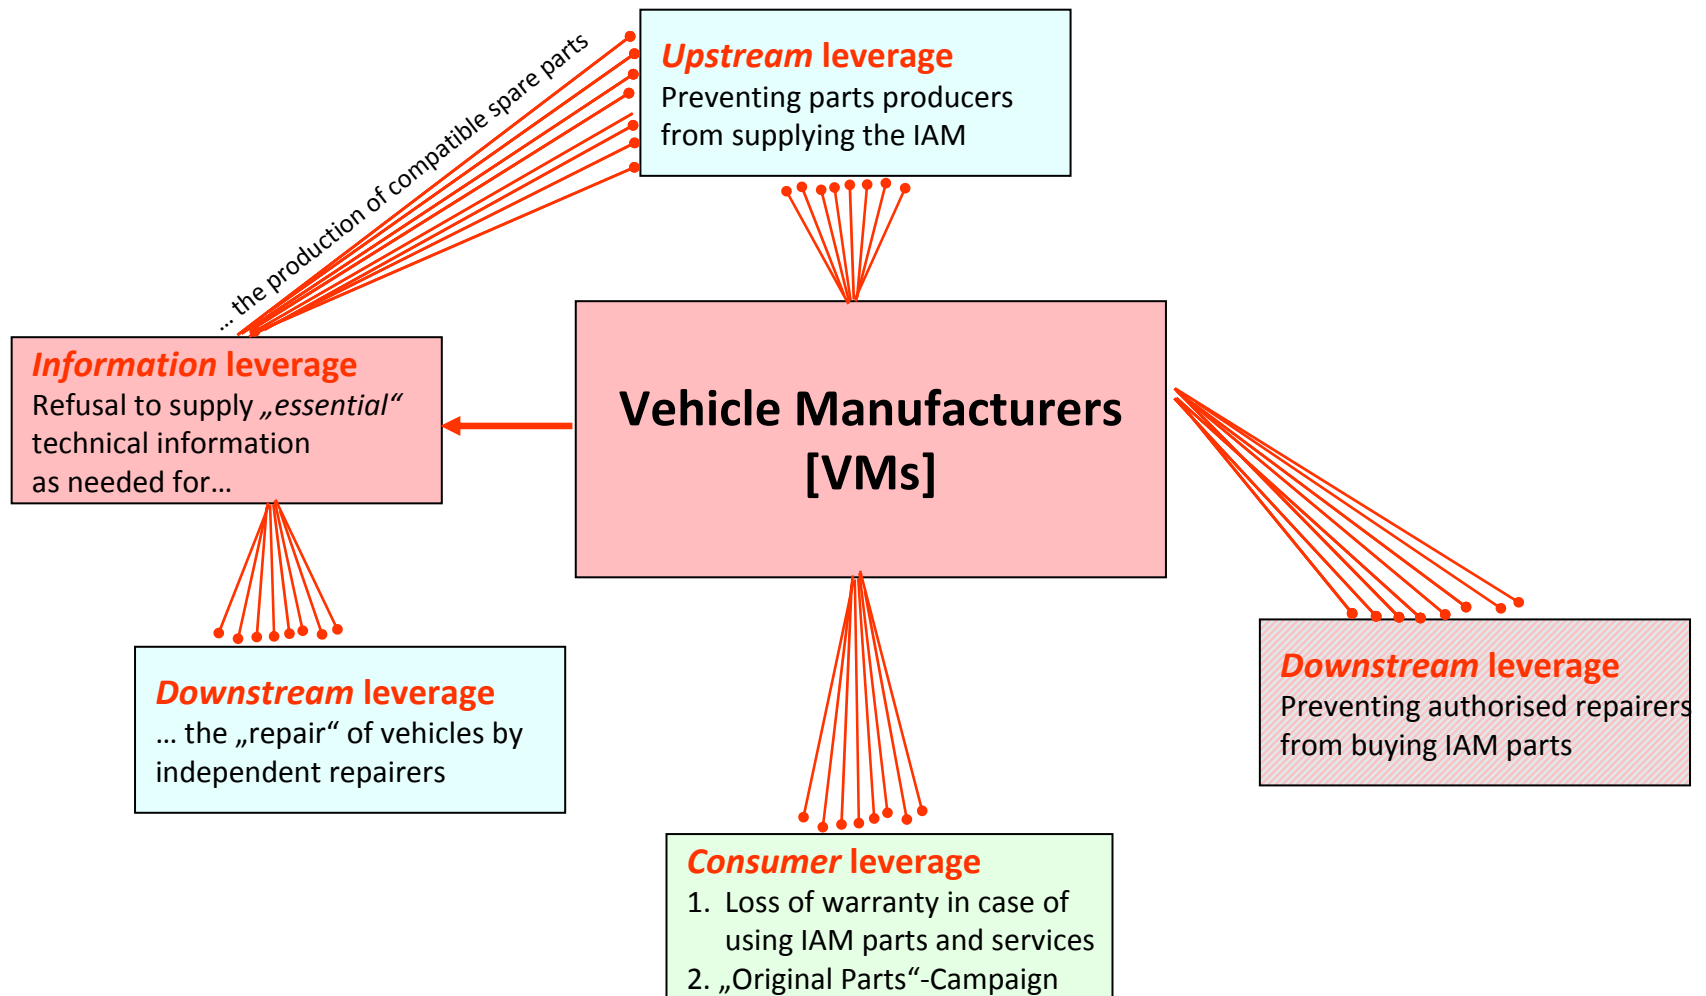 Upstream leverage
Preventing parts producers
from supplying the IAM
... the production of compatible spare parts
Information leverage
Refusal to supply „essential“
technical information
as needed for…
Vehicle Manufacturers
[VMs]
Downstream leverage
... the „repair“ of vehicles by
independent repairers
Downstream leverage
Preventing authorised repairers
from buying IAM parts
Consumer leverage
1. Loss of warranty in case of
using IAM parts and services
2. „Original Parts“-Campaign